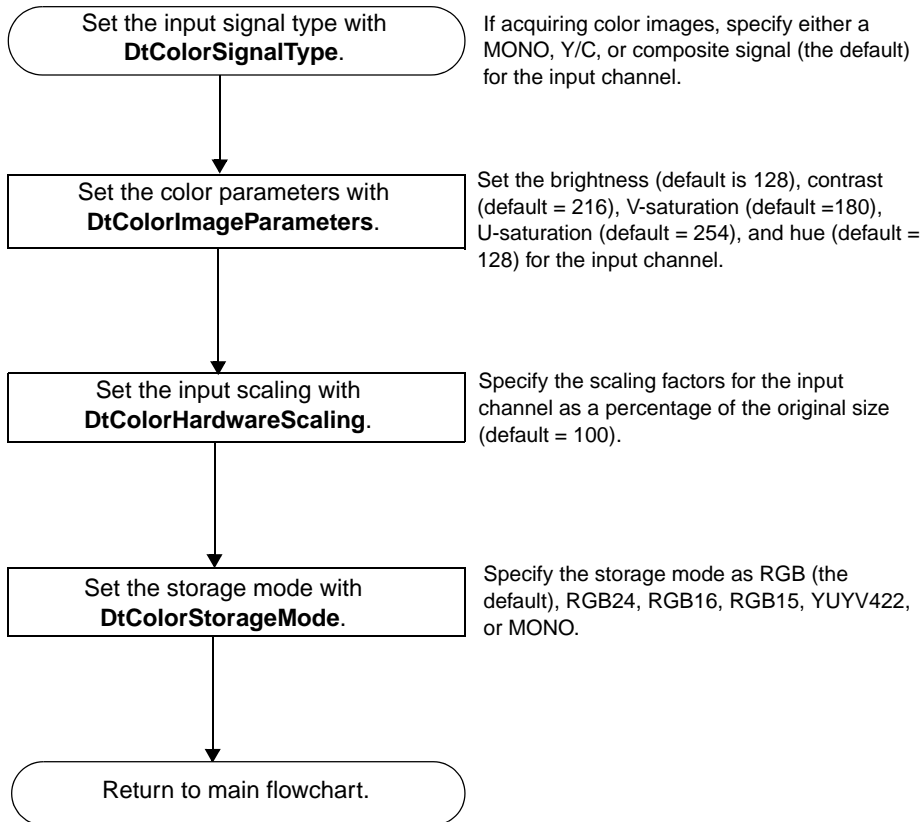 Set the input signal type with
DtColorSignalType.
If acquiring color images, specify either a
MONO, Y/C, or composite signal (the default)
for the input channel.
Set the color parameters with
DtColorImageParameters.
Set the brightness (default is 128), contrast
(default = 216), V-saturation (default =180),
U-saturation (default = 254), and hue (default =
128) for the input channel.
Set the input scaling with
DtColorHardwareScaling.
Specify the scaling factors for the input
channel as a percentage of the original size
(default = 100).
Set the storage mode with
DtColorStorageMode.
Specify the storage mode as RGB (the
default), RGB24, RGB16, RGB15, YUYV422,
or MONO.
Return to main flowchart.